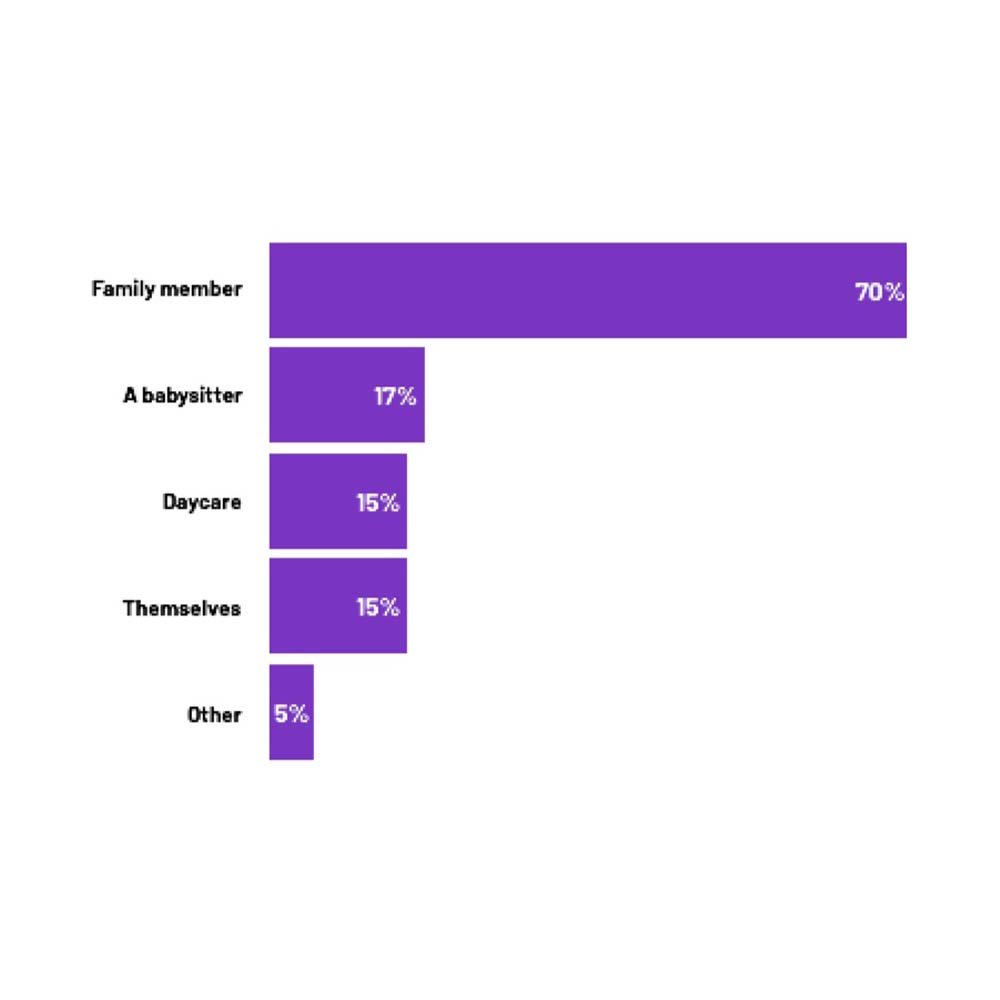 Family member 70%
A babysitter 17%
Daycare 15%
Themselves 15%
Other 5%